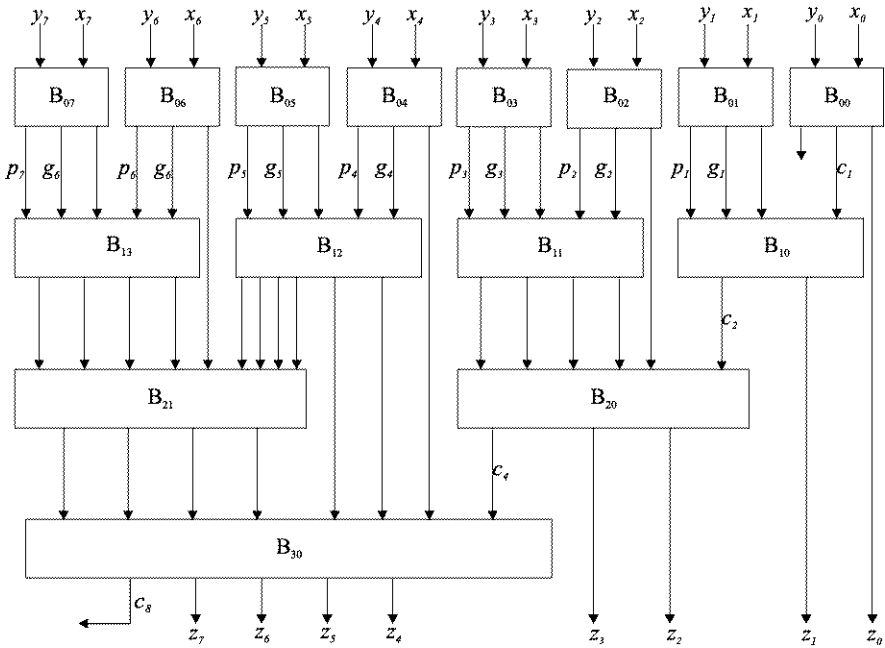 y₇ x₇ y₆ x₆ y₅ x₅ y₄ x₄ y₃ x₃ y₂ x₂ y₁ x₁ y₀ x₀
B₀₇ B₀₆ B₀₅ B₀₄ B₀₃ B₀₂ B₀₁ B₀₀
p₇ g₆ p₆ g₆ p₅ g₅ p₄ g₄ p₃ g₃ p₂ g₂ p₁ g₁ c₁
B₁₃ B₁₂ B₁₁ B₁₀
c₂
B₂₁ B₂₀
c₄
B₃₀
c₈
z₇ z₆ z₅ z₄ z₃ z₂ z₁ z₀